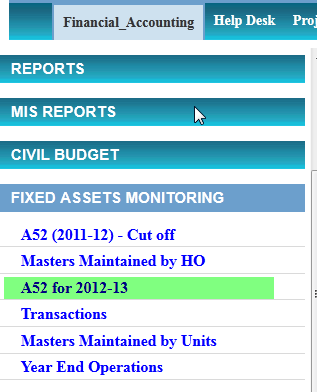 Financial_Accounting Help Desk
REPORTS
MIS REPORTS
CIVIL BUDGET
FIXED ASSETS MONITORING
A52 (2011-12) - Cut off
Masters Maintained by HO
A52 for 2012-13
Transactions
Masters Maintained by Units
Year End Operations